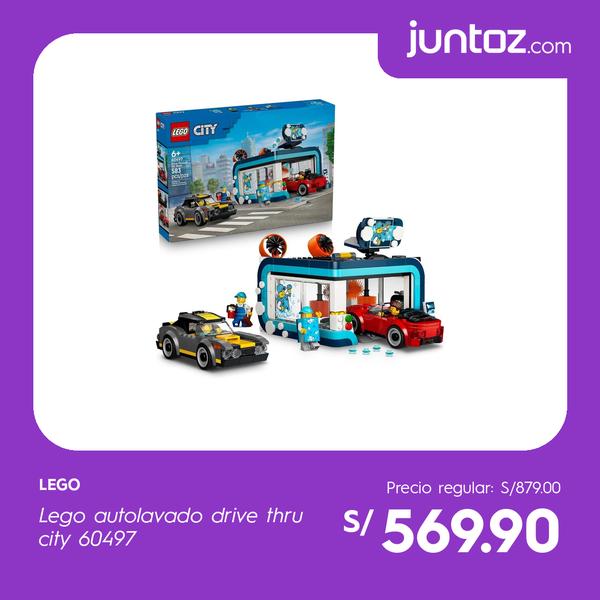 juntoz.com
LEGO CITY
6+
60497
583
LEGO
Lego autolavado drive thru
city 60497
Precio regular: S/879.00
S/569.90